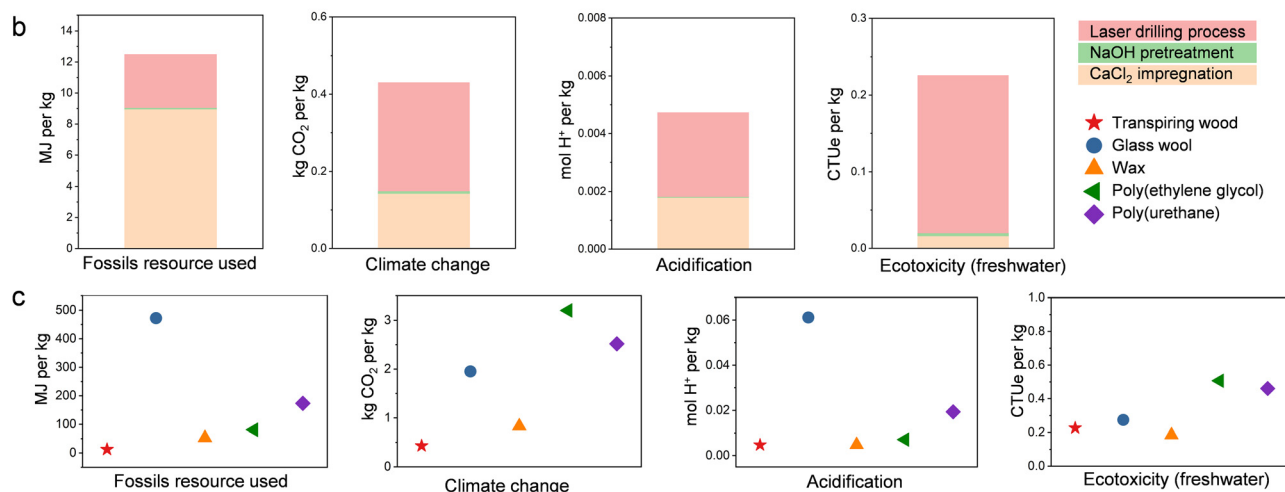 b
MJ per kg
14
12
10
8
6
4
2
0
Fossils resource used
kg CO₂ per kg
0.6
0.4
0.2
0.0
Climate change
mol H⁺ per kg
0.008
0.006
0.004
0.002
0.000
Acidification
CTUe per kg
0.3
0.2
0.1
0.0
Ecotoxicity (freshwater)
Laser drilling process
NaOH pretreatment
CaCl₂ impregnation
Transpiring wood
Glass wool
Wax
Poly(ethylene glycol)
Poly(urethane)
c
MJ per kg
500
400
300
200
100
0
Fossils resource used
kg CO₂ per kg
3
2
1
0
Climate change
mol H⁺ per kg
0.06
0.04
0.02
0.00
Acidification
CTUe per kg
1.0
0.8
0.6
0.4
0.2
0.0
Ecotoxicity (freshwater)